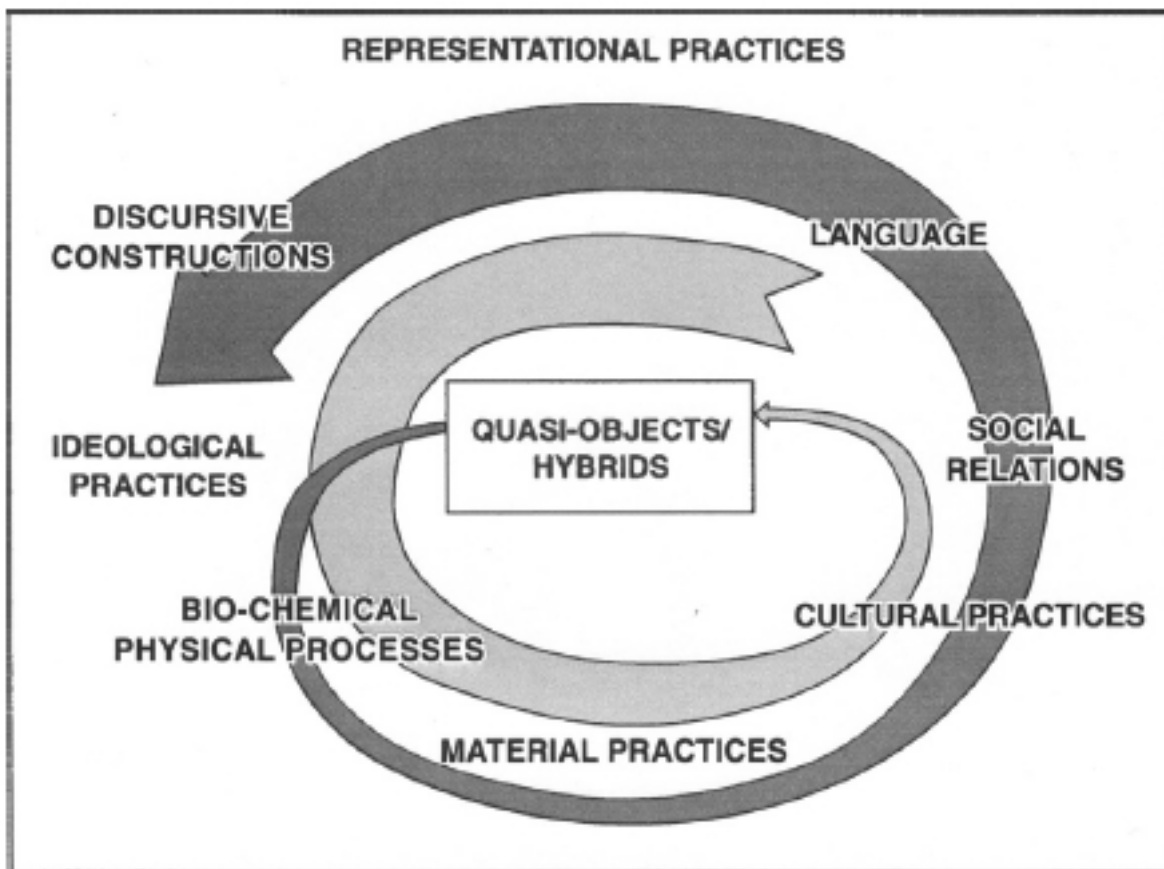 REPRESENTATIONAL PRACTICES
DISCURSIVE
CONSTRUCTIONS
LANGUAGE
QUASI-OBJECTS/
HYBRIDS
IDEOLOGICAL
PRACTICES
SOCIAL
RELATIONS
BIO-CHEMICAL
PHYSICAL PROCESSES
CULTURAL PRACTICES
MATERIAL PRACTICES